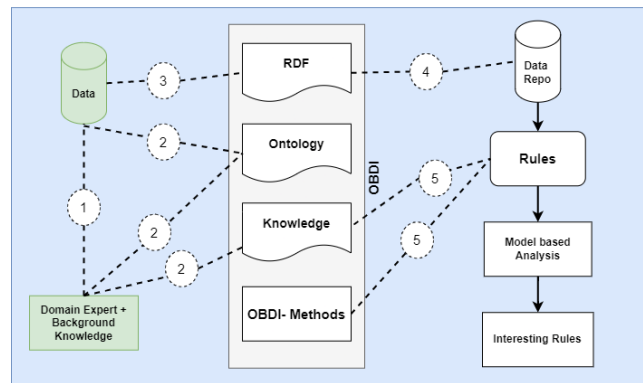 Data
3
RDF
4
Data
Repo
2
Ontology
OBDI
Rules
1
5
2
Knowledge
5
2
Model based
Analysis
Domain Expert +
Background
Knowledge
OBDI- Methods
Interesting Rules